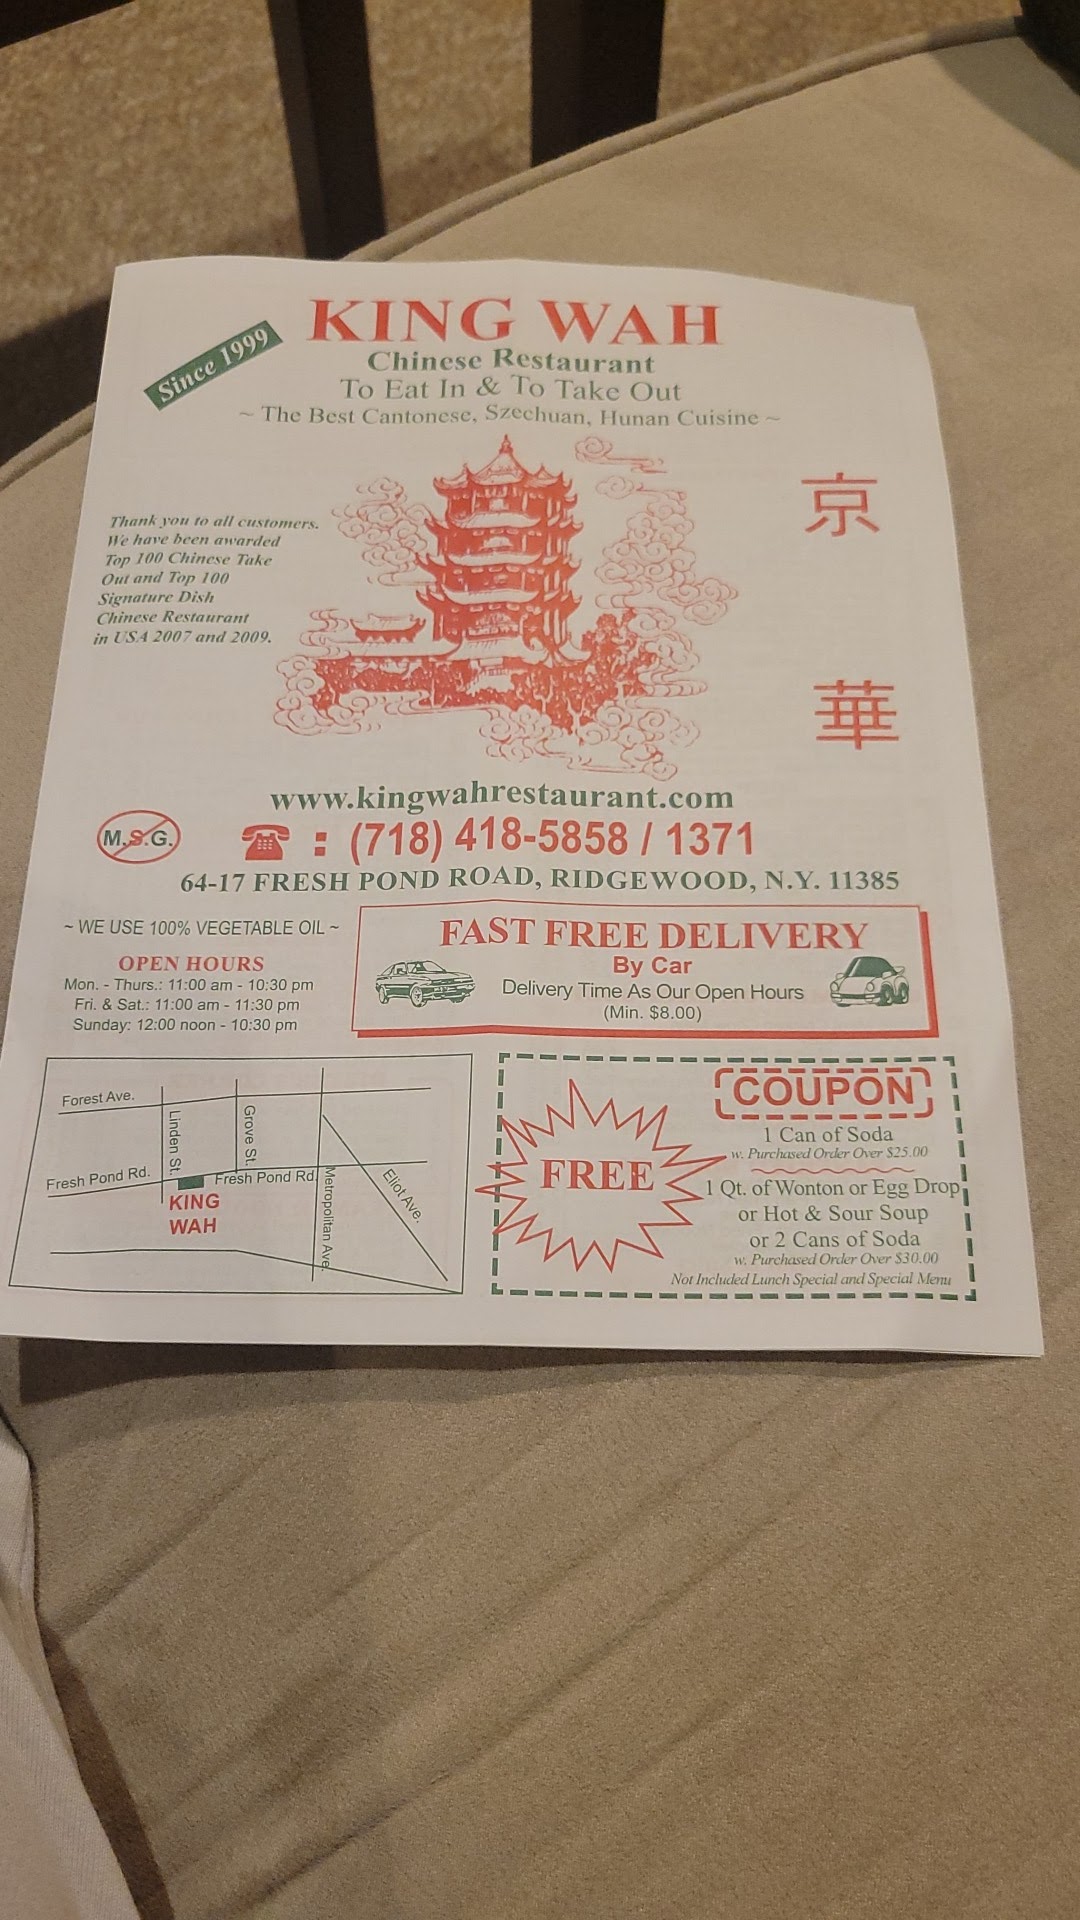 Since 1999
KING WAH
Chinese Restaurant
To Eat In & To Take Out
~ The Best Cantonese, Szechuan, Hunan Cuisine ~
Thank you to all customers.
We have been awarded
Top 100 Chinese Take
Out and Top 100
Signature Dish
Chinese Restaurant
in USA 2007 and 2009.
京
華
www.kingwahrestaurant.com
M.S.G.
: (718) 418-5858 / 1371
64-17 FRESH POND ROAD, RIDGEWOOD, N.Y. 11385
~ WE USE 100% VEGETABLE OIL ~
OPEN HOURS
Mon. - Thurs.: 11:00 am - 10:30 pm
Fri. & Sat.: 11:00 am - 11:30 pm
Sunday: 12:00 noon - 10:30 pm
FAST FREE DELIVERY
By Car
Delivery Time As Our Open Hours
(Min. $8.00)
Forest Ave.
Linden St.
Grove St.
Fresh Pond Rd.
Fresh Pond Rd.
Metropolitan Ave.
Eliot Ave.
KING
WAH
COUPON
FREE
1 Can of Soda
w. Purchased Order Over $25.00
1 Qt. of Wonton or Egg Drop
or Hot & Sour Soup
or 2 Cans of Soda
w. Purchased Order Over $30.00
Not Included Lunch Special and Special Menu